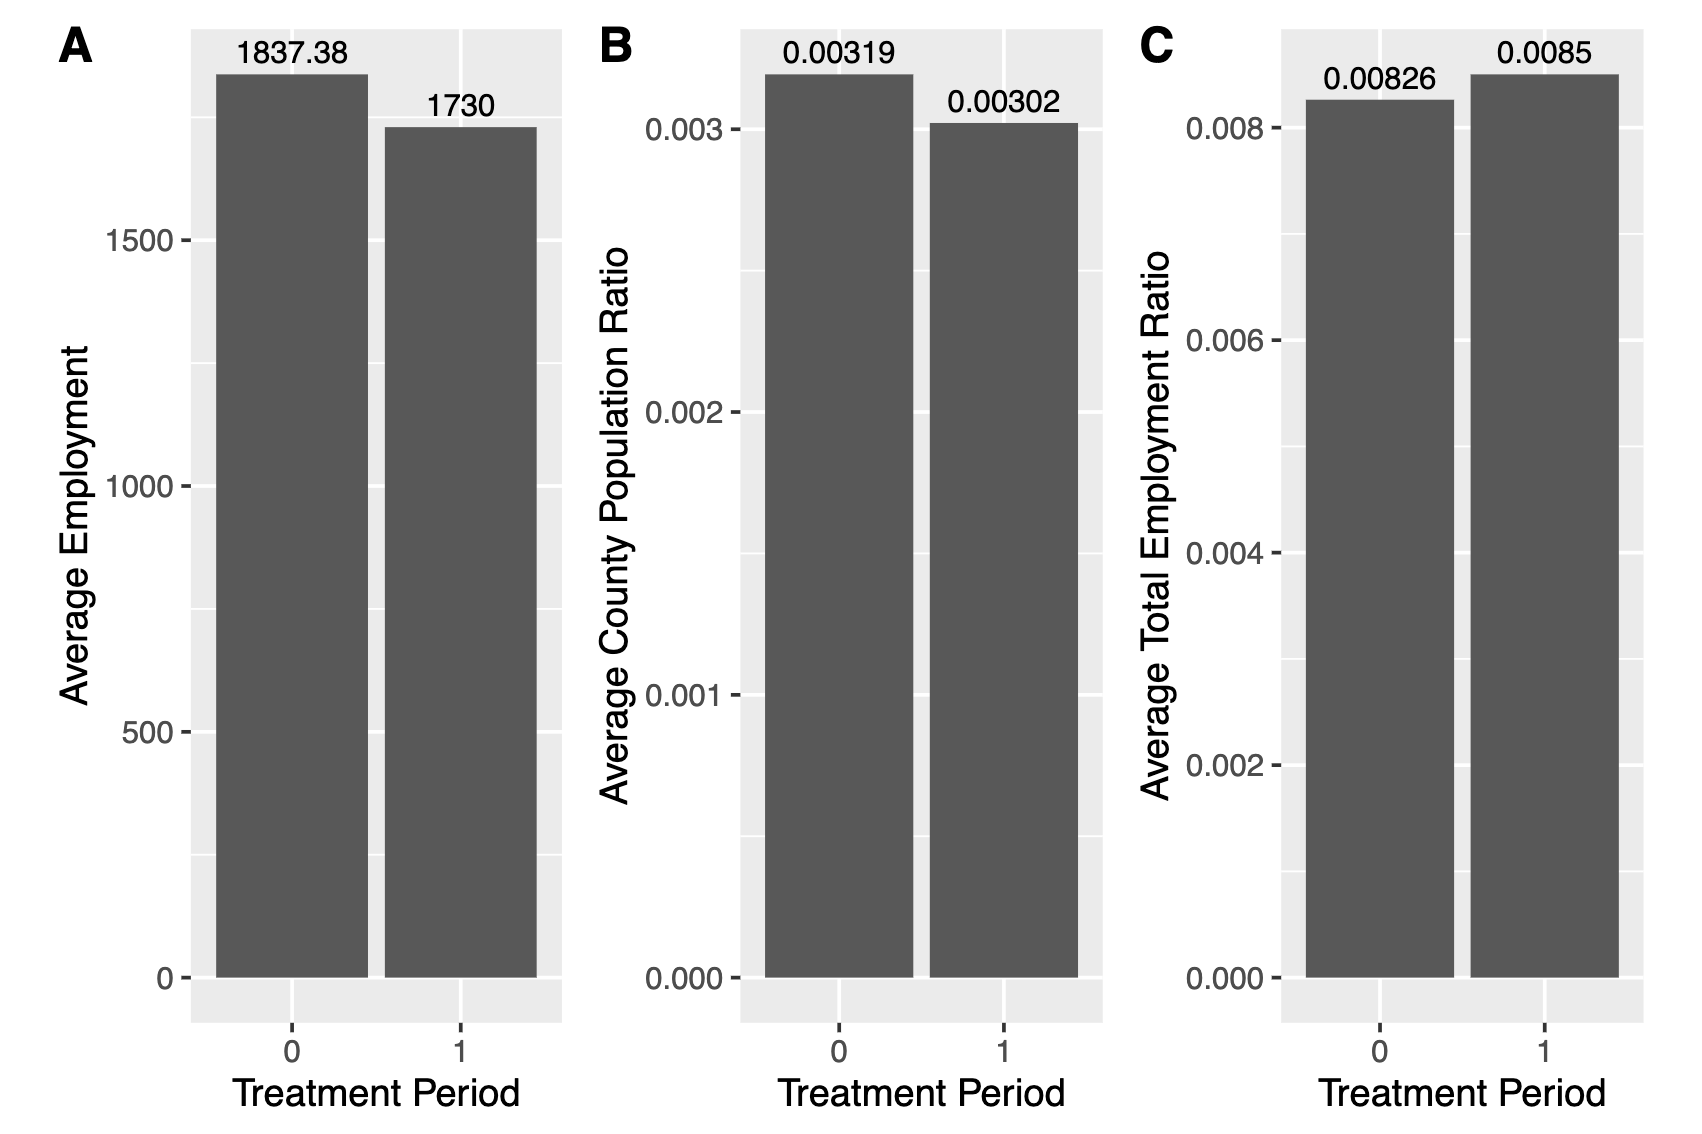 A
1837.38
1730
1500
1000
500
0
Average Employment
0
1
Treatment Period
B
0.00319
0.00302
0.003
0.002
0.001
0.000
Average County Population Ratio
0
1
Treatment Period
C
0.00826
0.0085
0.008
0.006
0.004
0.002
0.000
Average Total Employment Ratio
0
1
Treatment Period